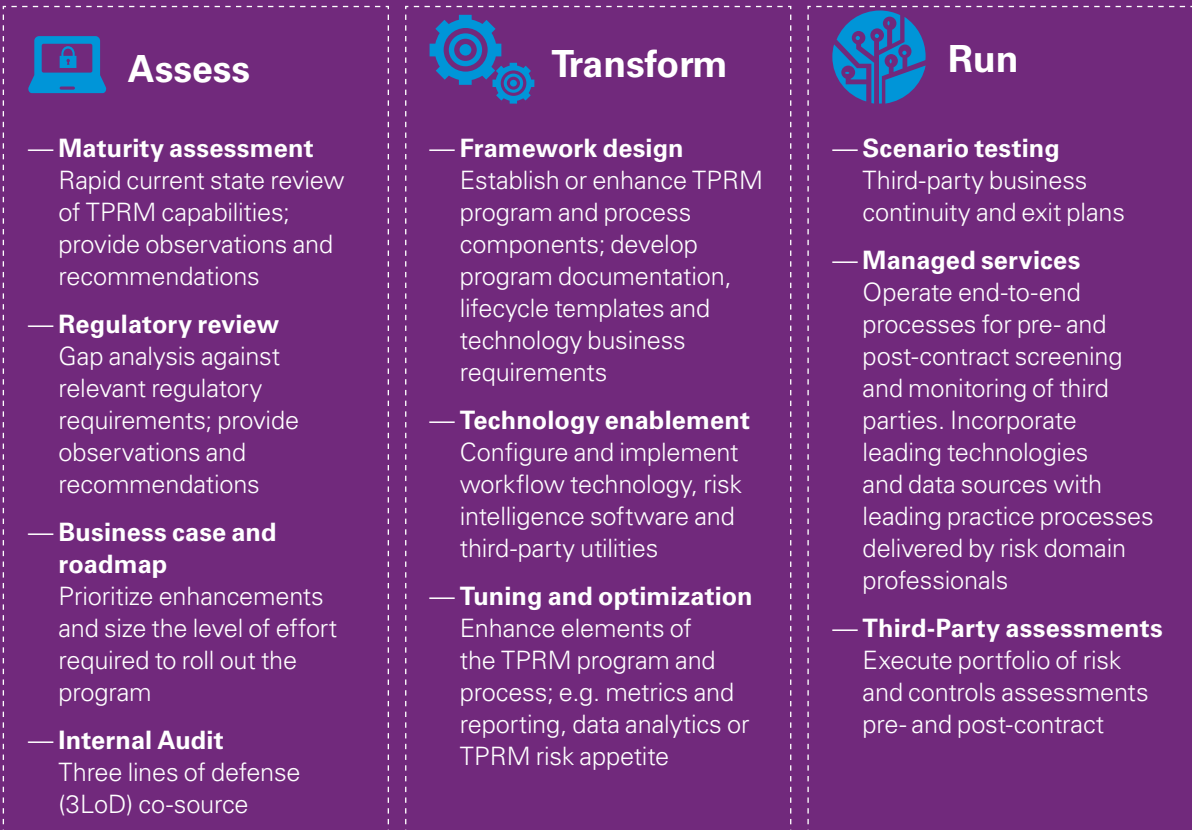 Assess
— Maturity assessment
Rapid current state review
of TPRM capabilities;
provide observations and
recommendations
— Regulatory review
Gap analysis against
relevant regulatory
requirements; provide
observations and
recommendations
— Business case and
roadmap
Prioritize enhancements
and size the level of effort
required to roll out the
program
— Internal Audit
Three lines of defense
(3LoD) co-source
Transform
— Framework design
Establish or enhance TPRM
program and process
components; develop
program documentation,
lifecycle templates and
technology business
requirements
— Technology enablement
Configure and implement
workflow technology, risk
intelligence software and
third-party utilities
— Tuning and optimization
Enhance elements of
the TPRM program and
process; e.g. metrics and
reporting, data analytics or
TPRM risk appetite
Run
— Scenario testing
Third-party business
continuity and exit plans
— Managed services
Operate end-to-end
processes for pre- and
post-contract screening
and monitoring of third
parties. Incorporate
leading technologies
and data sources with
leading practice processes
delivered by risk domain
professionals
— Third-Party assessments
Execute portfolio of risk
and controls assessments
pre- and post-contract